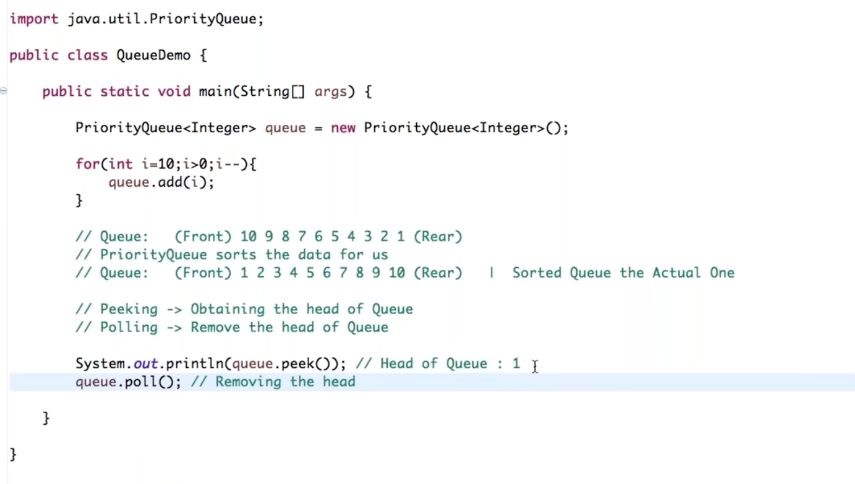 import java.util.PriorityQueue;
public class QueueDemo {
public static void main(String[] args) {
PriorityQueue<Integer> queue = new PriorityQueue<Integer>();
for(int i=10;i>0;i--){
queue.add(i);
}
// Queue: (Front) 10 9 8 7 6 5 4 3 2 1 (Rear)
// PriorityQueue sorts the data for us
// Queue: (Front) 1 2 3 4 5 6 7 8 9 10 (Rear) | Sorted Queue the Actual One
// Peeking -> Obtaining the head of Queue
// Polling -> Remove the head of Queue
System.out.println(queue.peek()); // Head of Queue : 1
queue.poll(); // Removing the head
}
}